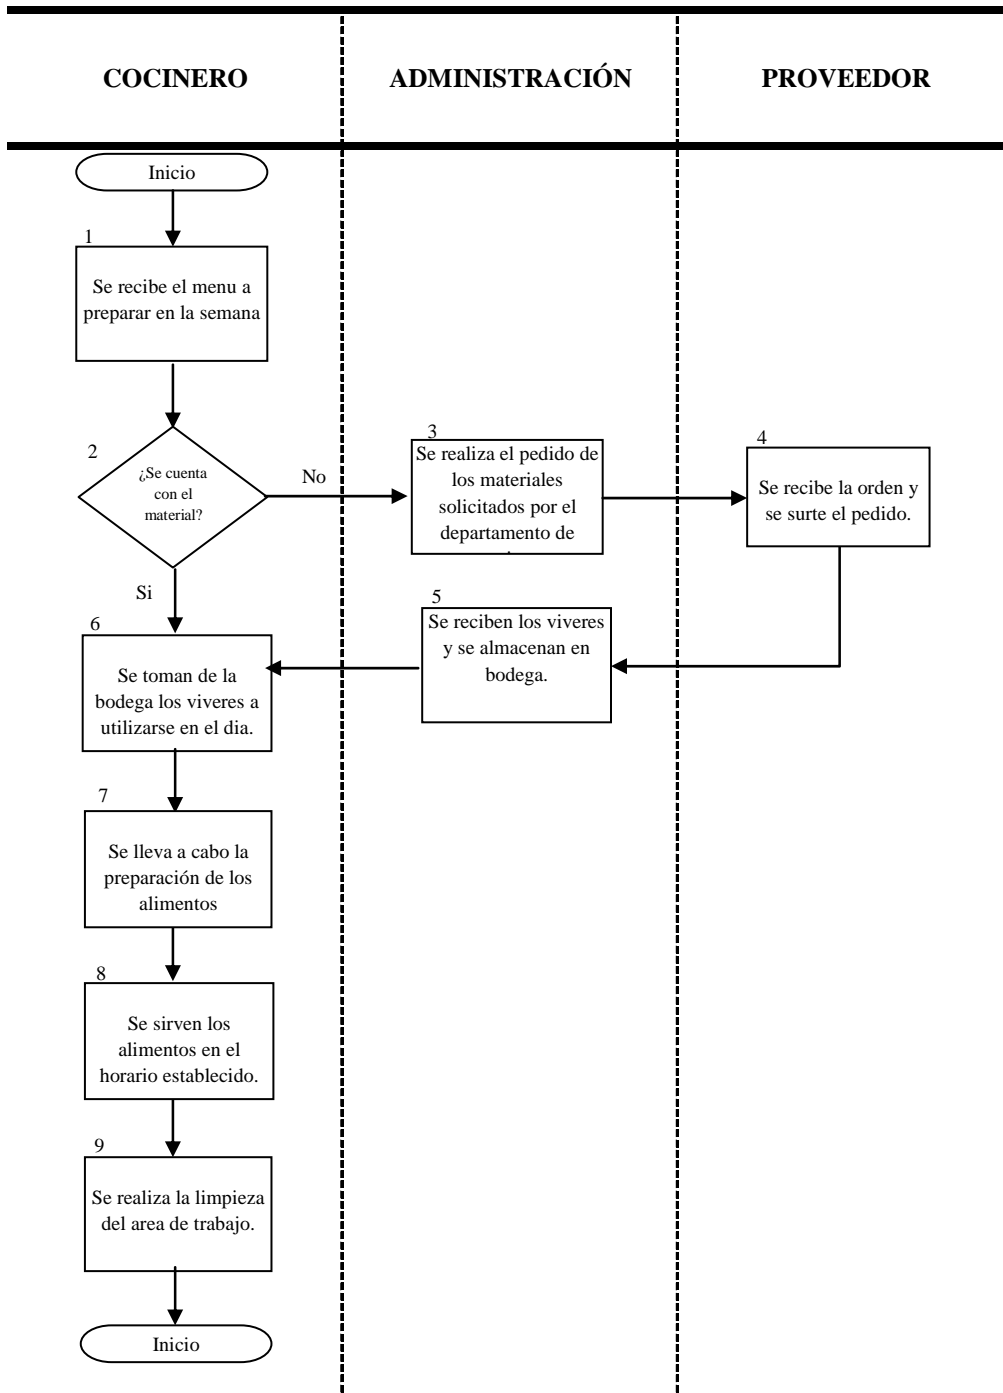 COCINERO
ADMINISTRACIÓN
PROVEEDOR
Inicio
1
Se recibe el menu a
preparar en la semana
2
¿Se cuenta
con el
material?
No
3
Se realiza el pedido de
los materiales
solicitados por el
departamento de
4
Se recibe la orden y
se surte el pedido.
Si
5
Se reciben los viveres
y se almacenan en
bodega.
6
Se toman de la
bodega los viveres a
utilizarse en el dia.
7
Se lleva a cabo la
preparación de los
alimentos
8
Se sirven los
alimentos en el
horario establecido.
9
Se realiza la limpieza
del area de trabajo.
Inicio